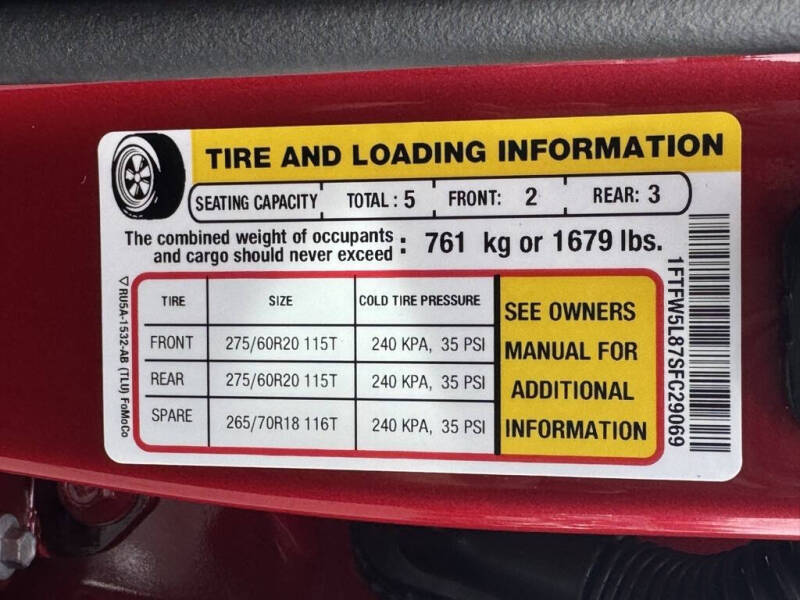 TIRE AND LOADING INFORMATION
SEATING CAPACITY TOTAL : 5 FRONT: 2 REAR: 3
The combined weight of occupants
and cargo should never exceed : 761 kg or 1679 lbs.
TIRE SIZE COLD TIRE PRESSURE
FRONT 275/60R20 115T 240 KPA, 35 PSI
REAR 275/60R20 115T 240 KPA, 35 PSI
SPARE 265/70R18 116T 240 KPA, 35 PSI
SEE OWNERS
MANUAL FOR
ADDITIONAL
INFORMATION
RU5A-1532-AB (TLU) FoMoCo
1FTFW5L87SFC29069